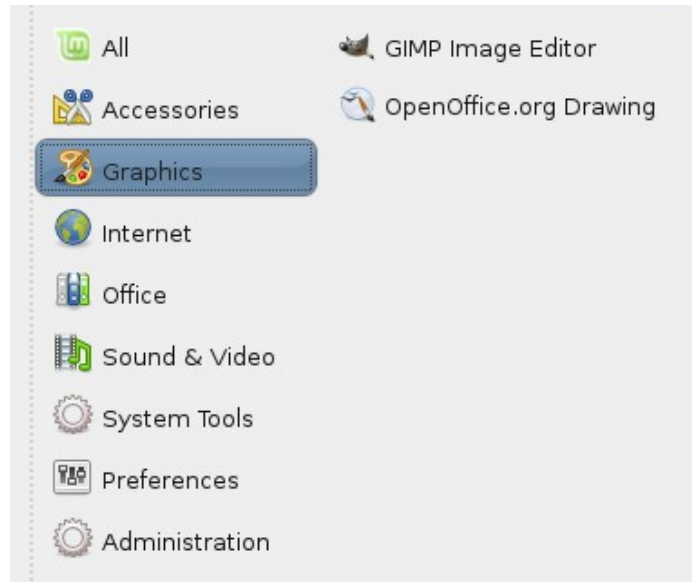 All
Accessories
Graphics
Internet
Office
Sound & Video
System Tools
Preferences
Administration
GIMP Image Editor
OpenOffice.org Drawing